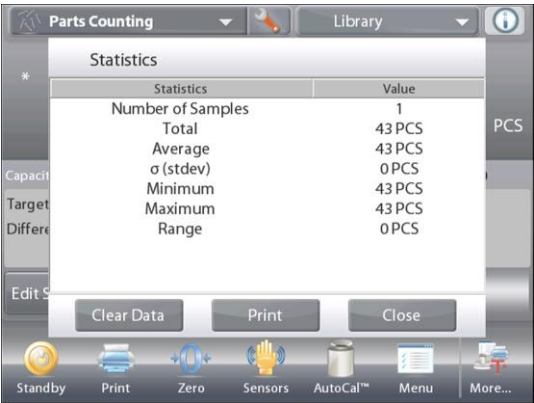 Parts Counting Library
Statistics
*
Statistics Value
Number of Samples 1
Total 43 PCS
PCS
Average 43 PCS
σ (stdev) 0 PCS
Capacit
Minimum 43 PCS
Target
Maximum 43 PCS
Differe
Range 0 PCS
Edit S
Clear Data Print Close
Standby Print Zero Sensors AutoCal™ Menu More...